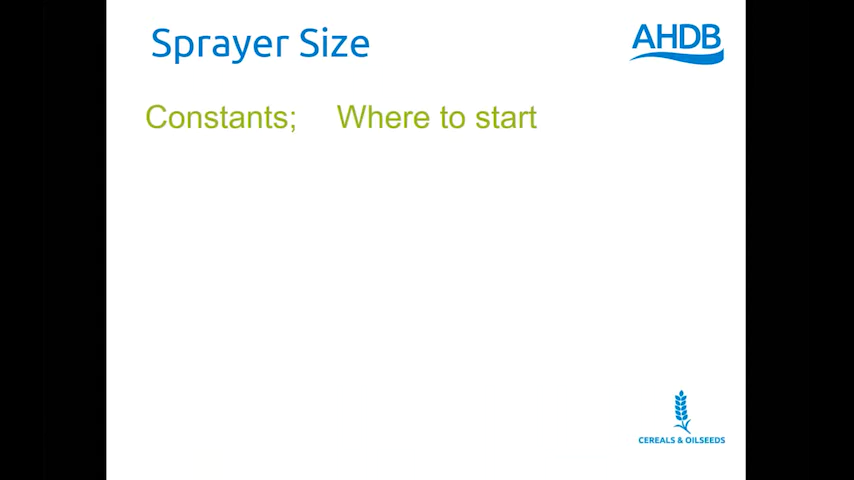 Sprayer Size
AHDB
Constants; Where to start
CEREALS & OILSEEDS